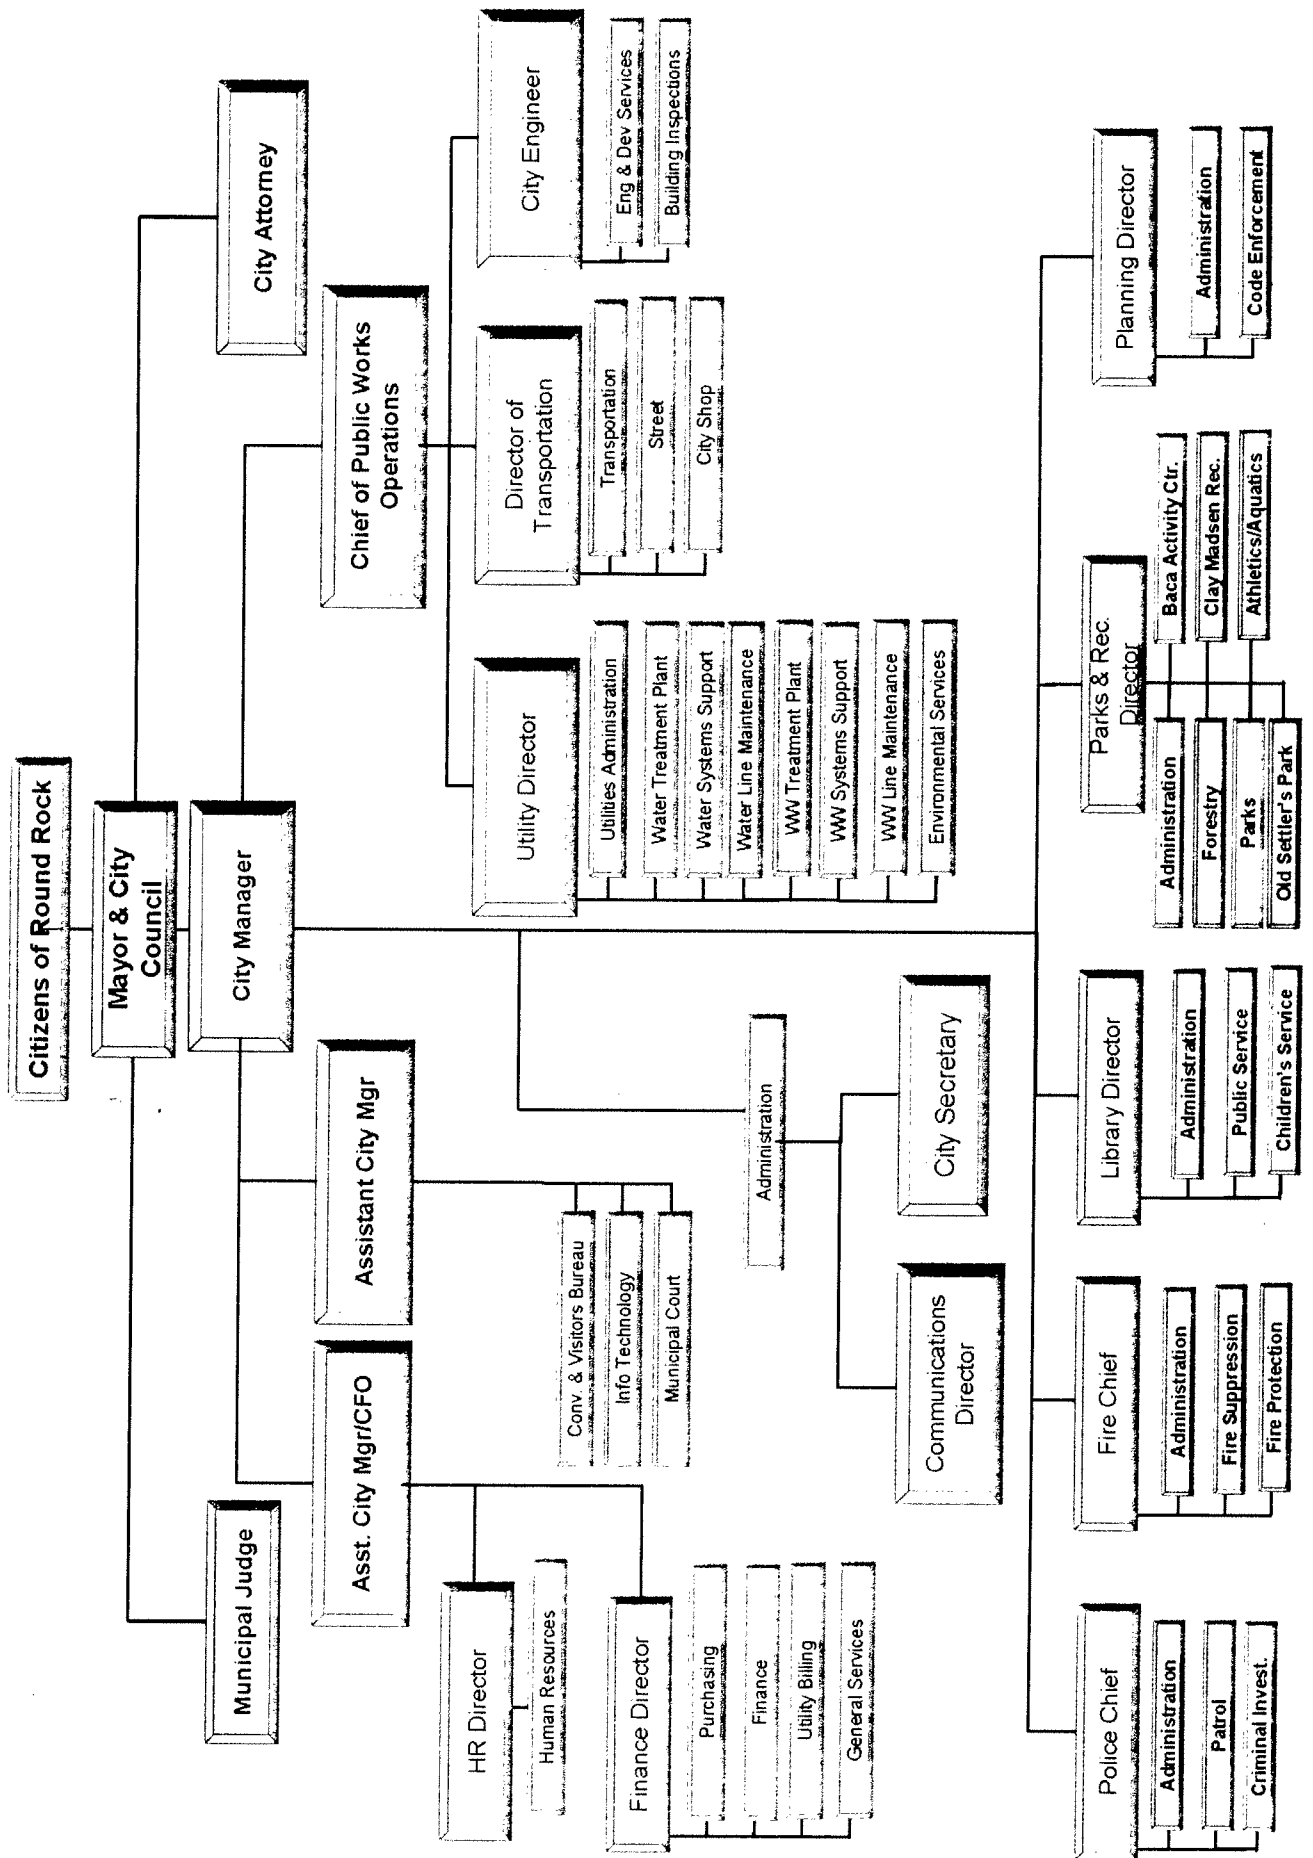 Citizens of Round Rock
Mayor & City
Council
City Manager
Municipal Judge
City Attorney
Asst. City Mgr/CFO
Assistant City Mgr
Chief of Public Works
Operations
HR Director
Human Resources
Finance Director
Purchasing
Finance
Utility Billing
General Services
Conv. & Visitors Bureau
Info Technology
Municipal Court
Utility Director
Utilities Administration
Water Treatment Plant
Water Systems Support
Water Line Maintenance
WW Treatment Plant
WW Systems Support
WW Line Maintenance
Environmental Services
Director of
Transportation
Transportation
Street
City Shop
City Engineer
Eng & Dev Services
Building Inspections
Administration
Communications
Director
City Secretary
Police Chief
Administration
Patrol
Criminal Invest.
Fire Chief
Administration
Fire Suppression
Fire Protection
Library Director
Administration
Public Service
Children's Service
Parks & Rec.
Director
Administration
Forestry
Parks
Old Settler's Park
Baca Activity Ctr.
Clay Madsen Rec.
Athletics/Aquatics
Planning Director
Administration
Code Enforcement